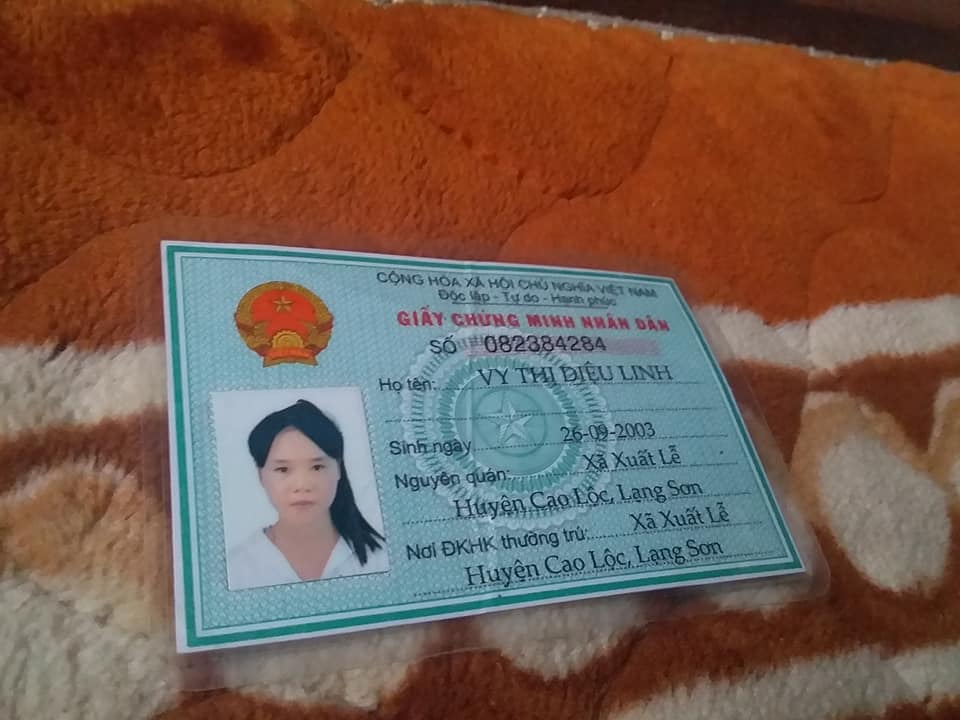 CỘNG HÒA XÃ HỘI CHỦ NGHĨA VIỆT NAM
Độc lập - Tự do - Hạnh phúc
GIẤY CHỨNG MINH NHÂN DÂN
SỐ 082384284
Họ tên: VY THỊ DIỆU LINH
Sinh ngày 26-09-2003
Nguyên quán: Xã Xuất Lễ
Huyện Cao Lộc, Lạng Sơn
Nơi ĐKHK thường trú: Xã Xuất Lễ
Huyện Cao Lộc, Lạng Sơn